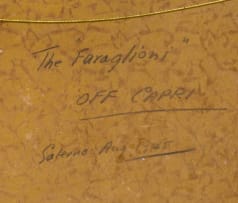 The "Faraglioni"
OFF CAPRI
Salerno Aug